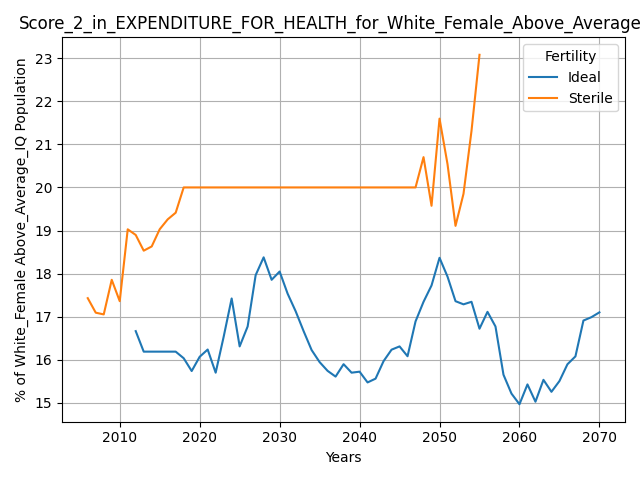 Score_2_in_EXPENDITURE_FOR_HEALTH_for_White_Female_Above_Average
% of White_Female Above_Average_IQ Population
23
22
21
20
19
18
17
16
15
Fertility
Ideal
Sterile
2010 2020 2030 2040 2050 2060 2070
Years